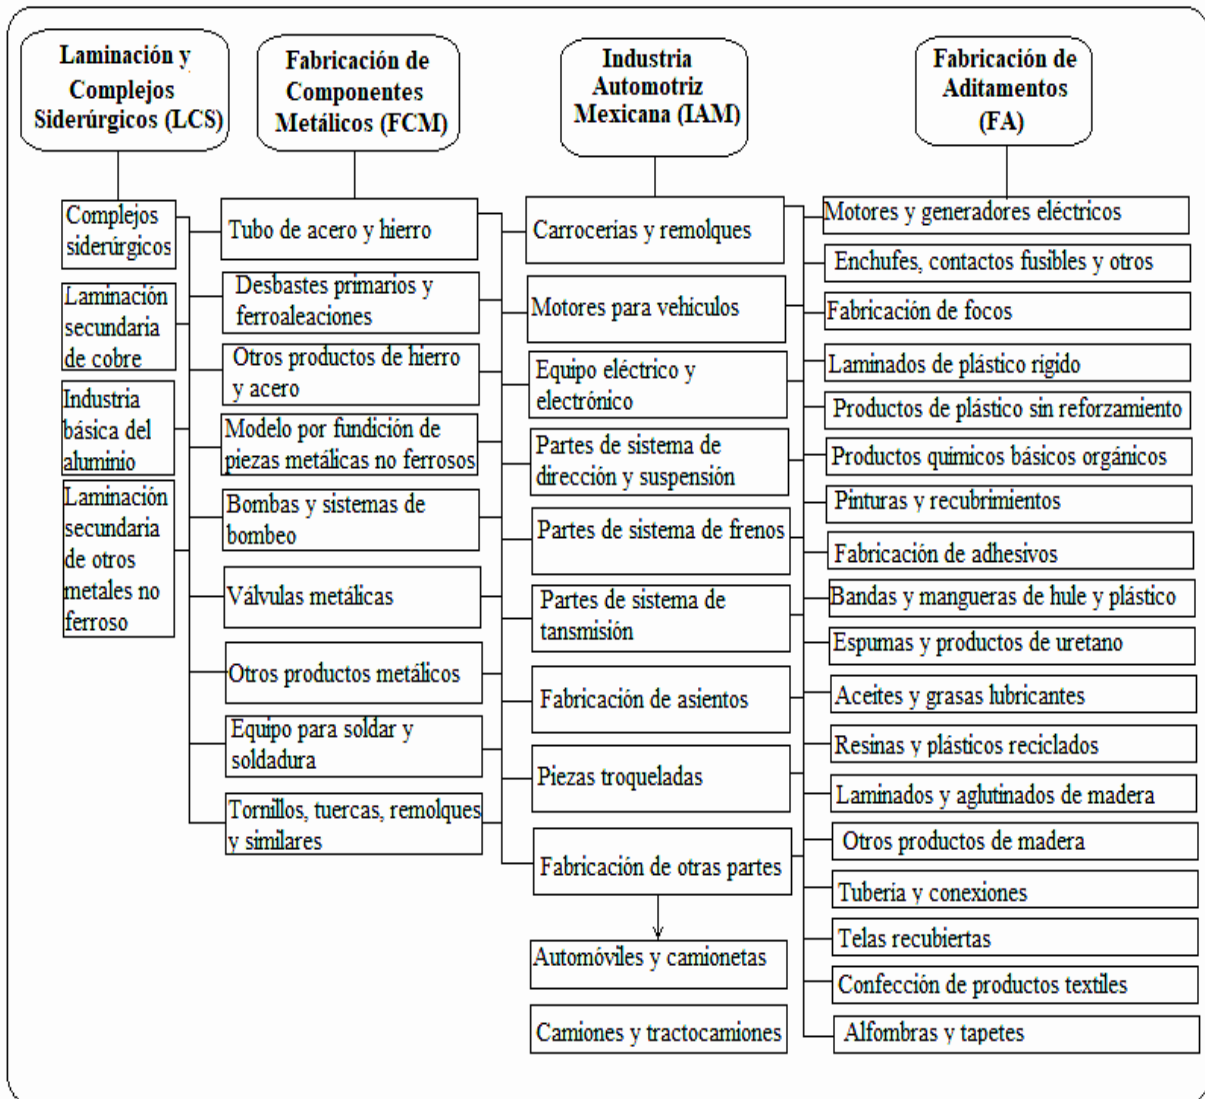 Laminación y
Complejos
Siderúrgicos (LCS)
Complejos
siderúrgicos
Laminación
secundaria
de cobre
Industria
básica del
aluminio
Laminación
secundaria
de otros
metales no
ferroso
Fabricación de
Componentes
Metálicos (FCM)
Tubo de acero y hierro
Desbastes primarios y
ferroaleaciones
Otros productos de hierro
y acero
Modelo por fundición de
piezas metálicas no ferrosos
Bombas y sistemas de
bombeo
Válvulas metálicas
Otros productos metálicos
Equipo para soldar y
soldadura
Tornillos, tuercas, remolques
y similares
Industria
Automotriz
Mexicana (IAM)
Carrocerías y remolques
Motores para vehículos
Equipo eléctrico y
electrónico
Partes de sistema de
dirección y suspensión
Partes de sistema de frenos
Partes de sistema de
tansmisión
Fabricación de asientos
Piezas troqueladas
Fabricación de otras partes
Automóviles y camionetas
Camiones y tractocamiones
Fabricación de
Aditamentos
(FA)
Motores y generadores eléctricos
Enchufes, contactos fusibles y otros
Fabricación de focos
Laminados de plástico rígido
Productos de plástico sin reforzamiento
Productos quimicos básicos orgánicos
Pinturas y recubrimientos
Fabricación de adhesivos
Bandas y mangueras de hule y plástico
Espumas y productos de uretano
Aceites y grasas lubricantes
Resinas y plásticos reciclados
Laminados y aglutinados de madera
Otros productos de madera
Tubería y conexiones
Telas recubiertas
Confección de productos textiles
Alfombras y tapetes